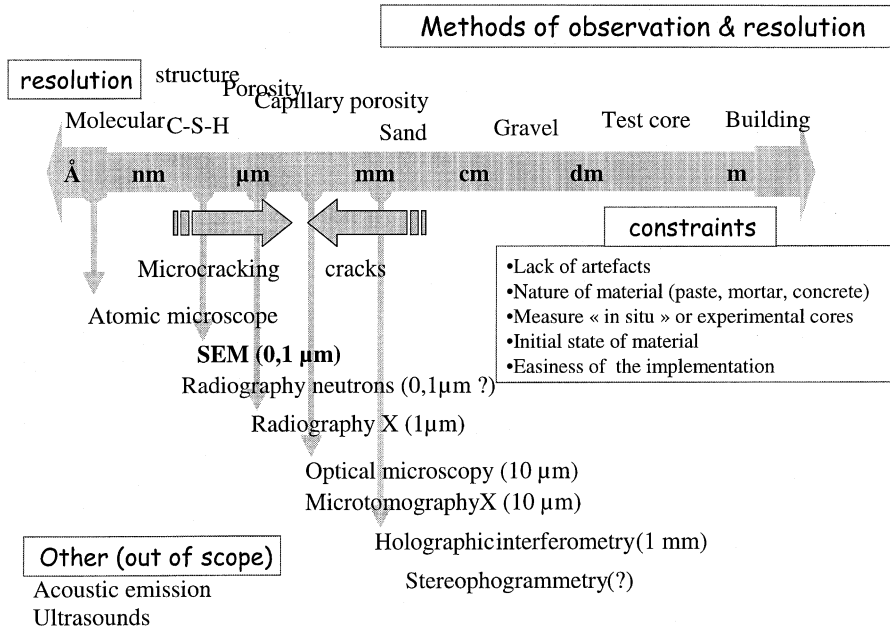 Methods of observation & resolution
resolution
structure
Porosity
Capillary porosity
Molecular
C-S-H
Sand
Gravel
Test core
Building
Å nm µm mm cm dm m
constraints
Microcracking
cracks
•Lack of artefacts
•Nature of material (paste, mortar, concrete)
•Measure « in situ » or experimental cores
•Initial state of material
•Easiness of the implementation
Atomic microscope
SEM (0,1 µm)
Radiography neutrons (0,1µm ?)
Radiography X (1µm)
Optical microscopy (10 µm)
MicrotomographyX (10 µm)
Holographicinterferometry(1 mm)
Stereophogrammetry(?)
Other (out of scope)
Acoustic emission
Ultrasounds